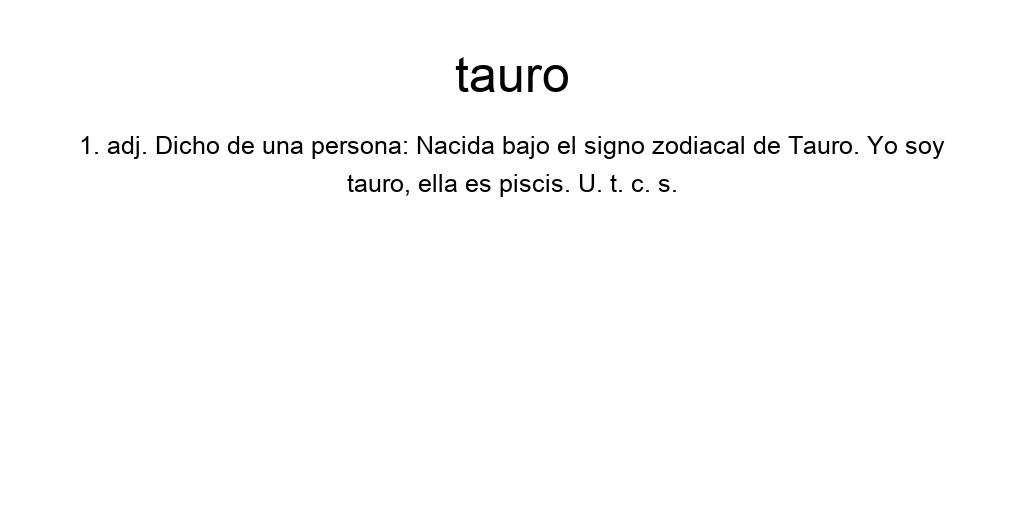 tauro
1. adj. Dicho de una persona: Nacida bajo el signo zodiacal de Tauro. Yo soy
tauro, ella es piscis. U. t. c. s.